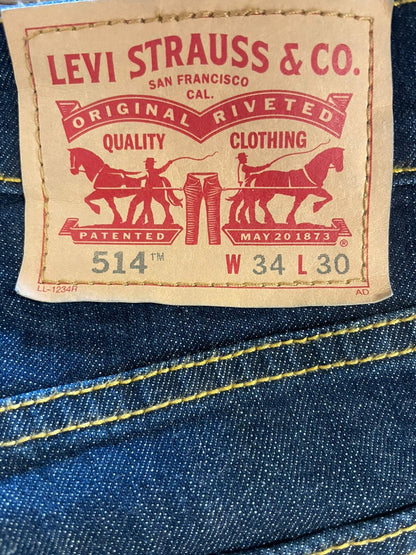 LEVI STRAUSS & CO.
SAN FRANCISCO
CAL.
ORIGINAL RIVETED
QUALITY CLOTHING
PATENTED MAY 20 1873 ®
514™ W 34 L 30
LL-1234R AD